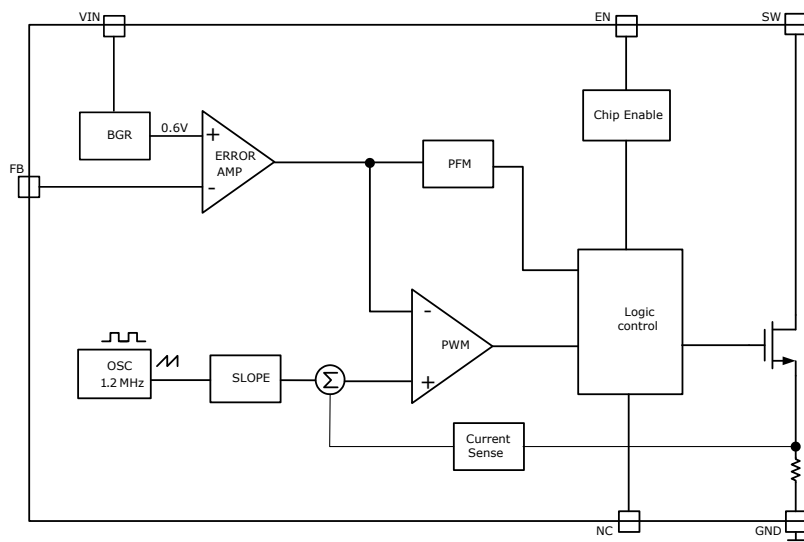 VIN
EN
SW
BGR
0.6V
+
ERROR
AMP
-
FB
Chip Enable
PFM
Logic
control
-
PWM
+
OSC
1.2 MHz
SLOPE
Σ
Current
Sense
NC
GND